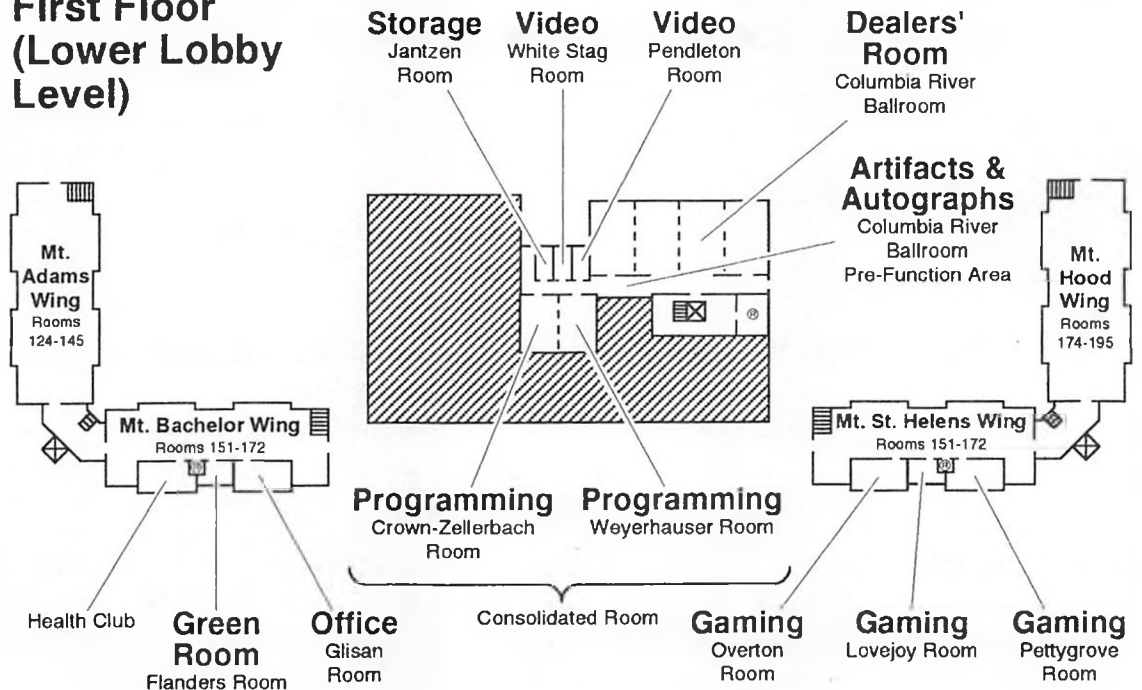 First Floor
(Lower Lobby
Level)
Storage
Jantzen
Room
Video
White Stag
Room
Video
Pendleton
Room
Dealers'
Room
Columbia River
Ballroom
Artifacts &
Autographs
Columbia River
Ballroom
Pre-Function Area
Mt.
Adams
Wing
Rooms
124-145
Mt.
Hood
Wing
Rooms
174-195
Mt. Bachelor Wing
Rooms 151-172
Mt. St. Helens Wing
Rooms 151-172
Programming
Crown-Zellerbach
Room
Programming
Weyerhauser Room
Consolidated Room
Health Club
Green
Room
Flanders Room
Office
Glisan
Room
Gaming
Overton
Room
Gaming
Lovejoy Room
Gaming
Pettygrove
Room